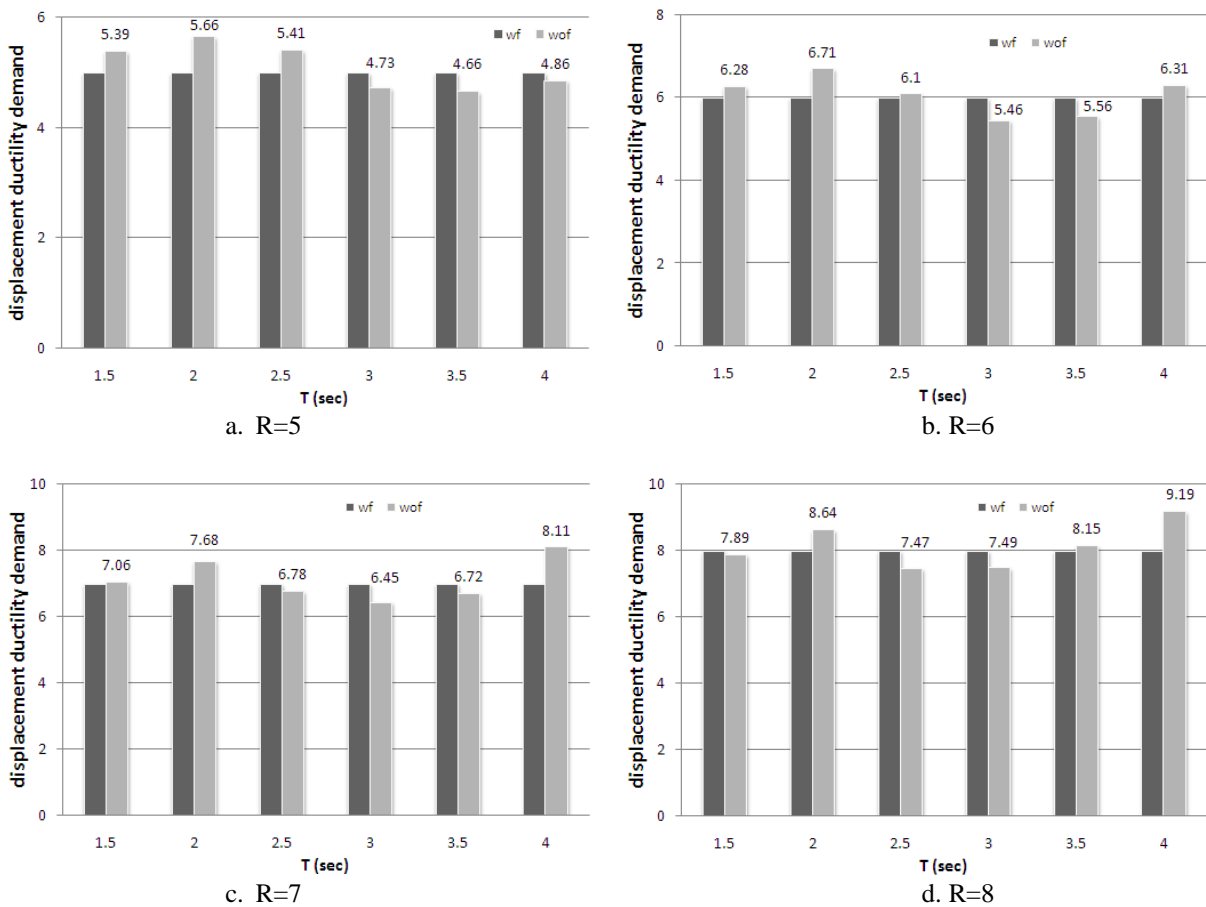 displacement ductility demand
6
4
2
0
wf wof
5.39 5.66 5.41 4.73 4.66 4.86
1.5 2 2.5 3 3.5 4
T (sec)
a. R=5
displacement ductility demand
8
6
4
2
0
wf wof
6.28 6.71 6.1 5.46 5.56 6.31
1.5 2 2.5 3 3.5 4
T (sec)
b. R=6
displacement ductility demand
10
8
6
4
2
0
wf wof
7.06 7.68 6.78 6.45 6.72 8.11
1.5 2 2.5 3 3.5 4
T (sec)
c. R=7
displacement ductility demand
10
8
6
4
2
0
wf wof
7.89 8.64 7.47 7.49 8.15 9.19
1.5 2 2.5 3 3.5 4
T (sec)
d. R=8